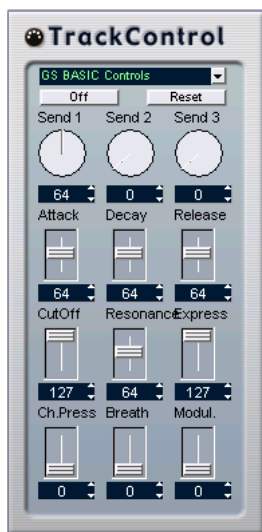 TrackControl
GS BASIC Controls
Off Reset
Send 1 Send 2 Send 3
64 0 0
Attack Decay Release
64 64 64
CutOff Resonance Express
127 64 127
Ch.Press Breath Modul.
0 0 0